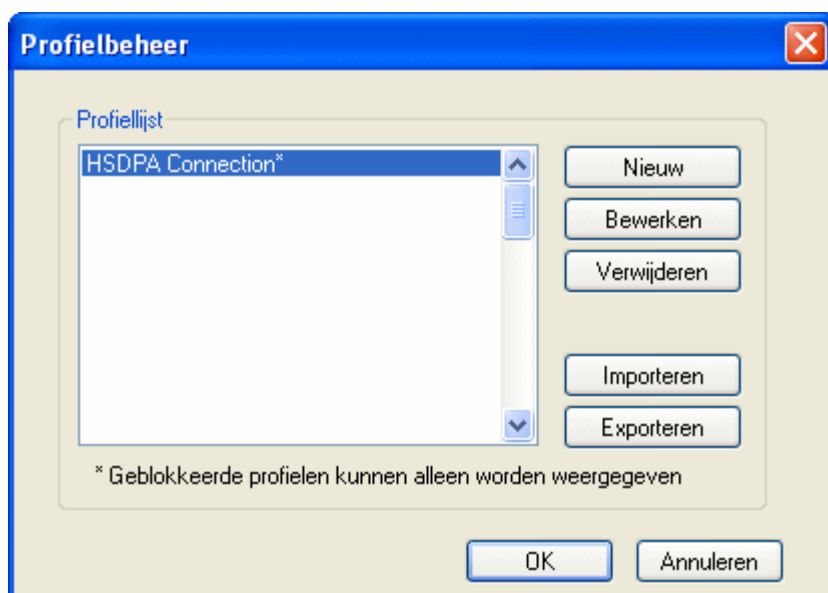 Profielbeheer
Profiellijst
HSDPA Connection*
Nieuw
Bewerken
Verwijderen
Importeren
Exporteren
* Geblokkeerde profielen kunnen alleen worden weergegeven
OK
Annuleren